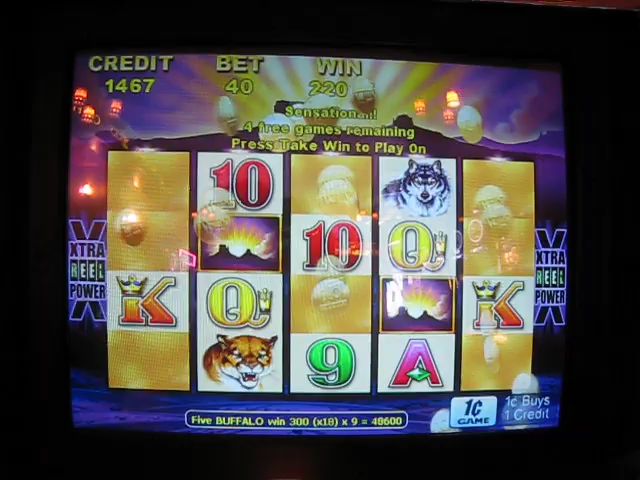 CREDIT BET WIN
1467 40 220
Sensational!
4 free games remaining
Press Take Win to Play On
10
10 Q
XTRA
REEL
POWER
XTRA
REEL
POWER
K Q K
9 A
Five BUFFALO win 300 (x18) x 9 = 48600
1¢
GAME
1¢ Buys
1 Credit